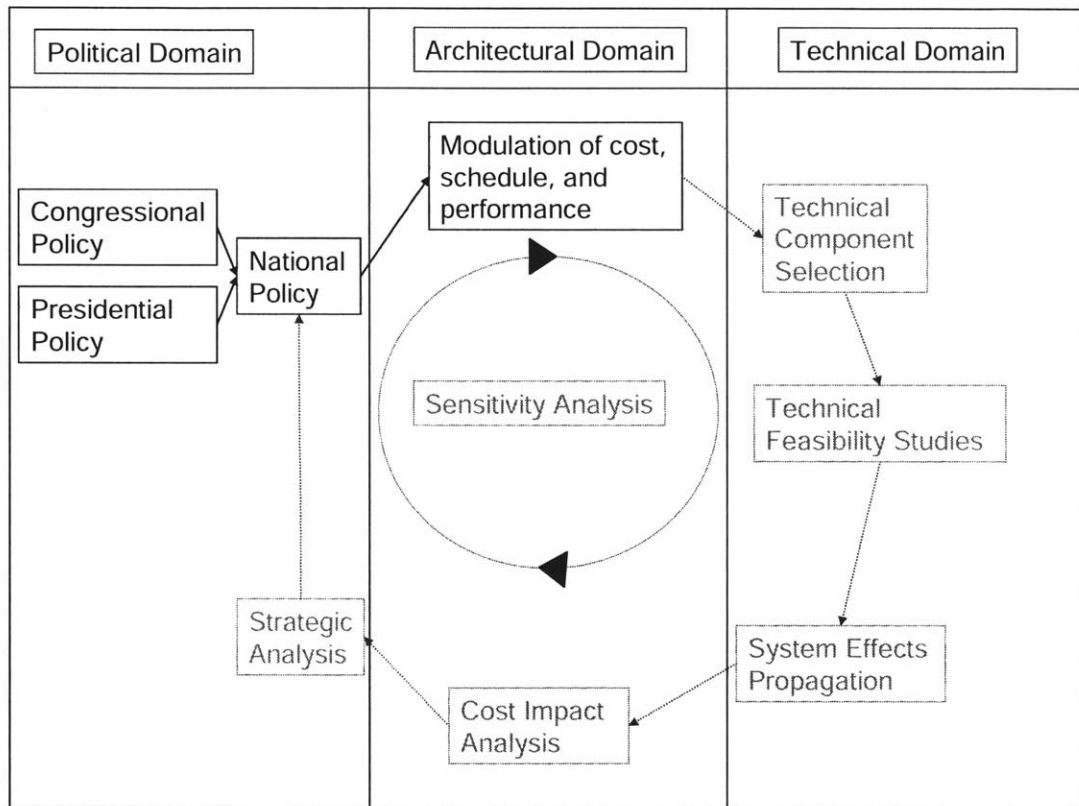 Political Domain
Architectural Domain
Technical Domain
Congressional
Policy
Presidential
Policy
National
Policy
Modulation of cost,
schedule, and
performance
Technical
Component
Selection
Sensitivity Analysis
Technical
Feasibility Studies
Strategic
Analysis
System Effects
Propagation
Cost Impact
Analysis